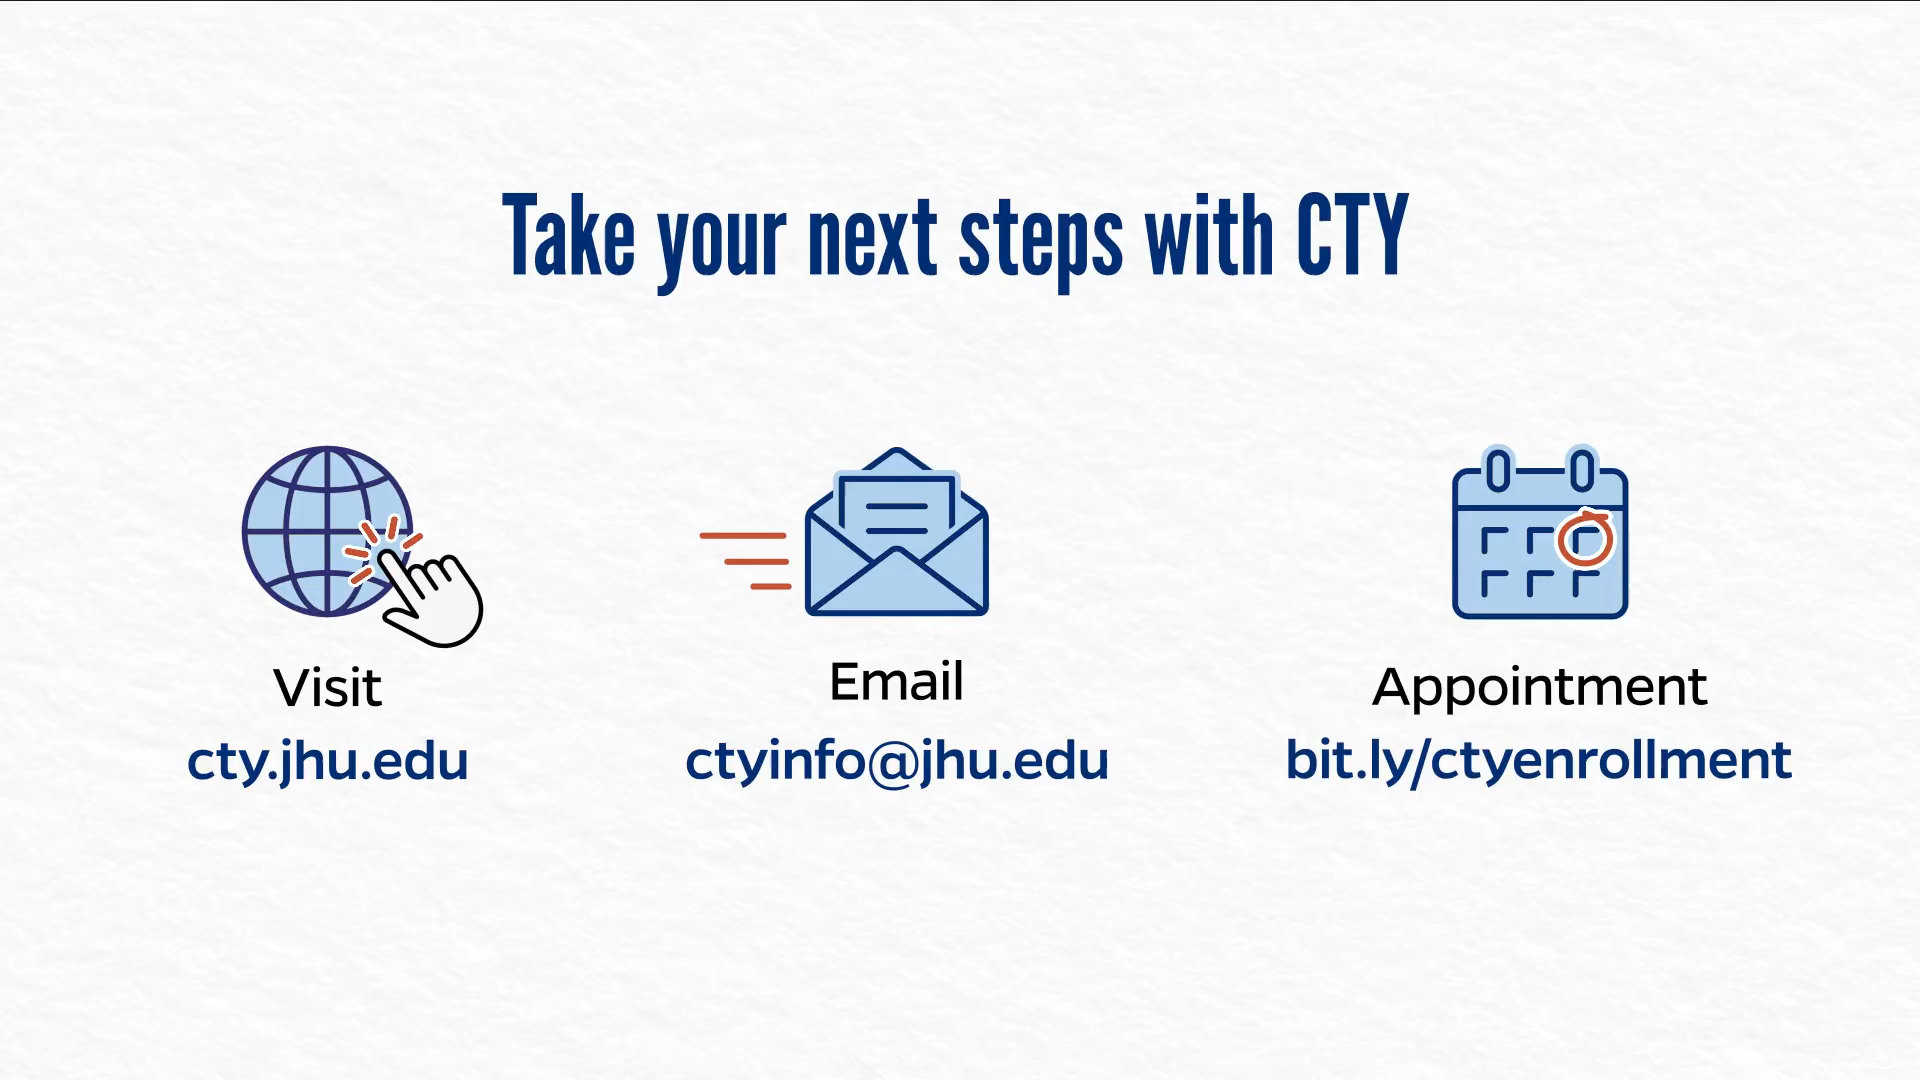 Take your next steps with CTY
Visit
cty.jhu.edu
Email
ctyinfo@jhu.edu
Appointment
bit.ly/ctyenrollment